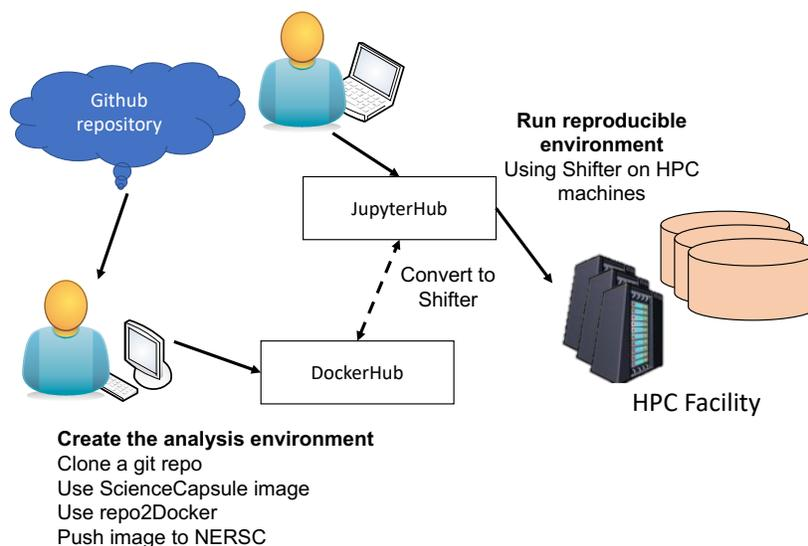 Github
repository
Run reproducible
environment
Using Shifter on HPC
machines
JupyterHub
Convert to
Shifter
DockerHub
HPC Facility
Create the analysis environment
Clone a git repo
Use ScienceCapsule image
Use repo2Docker
Push image to NERSC